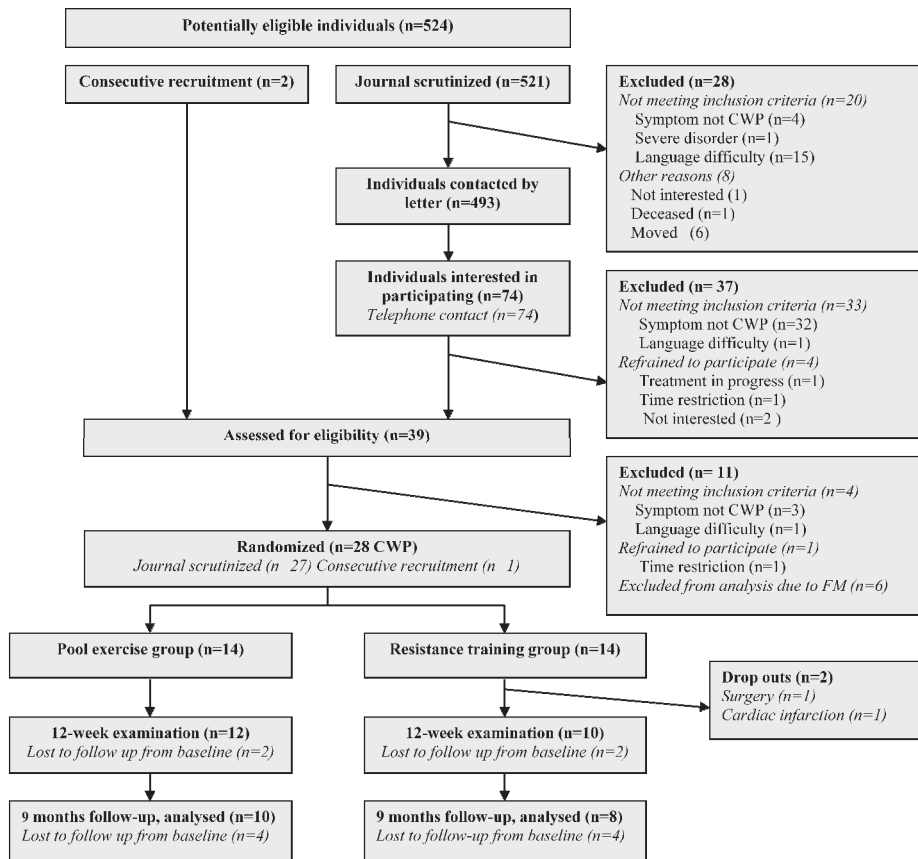 Potentially eligible individuals (n=524)
Consecutive recruitment (n=2)
Journal scrutinized (n=521)
Excluded (n=28)
Not meeting inclusion criteria (n=20)
Symptom not CWP (n=4)
Severe disorder (n=1)
Language difficulty (n=15)
Other reasons (8)
Not interested (1)
Deceased (n=1)
Moved (6)
Individuals contacted by
letter (n=493)
Individuals interested in
participating (n=74)
Telephone contact (n=74)
Excluded (n= 37)
Not meeting inclusion criteria (n=33)
Symptom not CWP (n=32)
Language difficulty (n=1)
Refrained to participate (n=4)
Treatment in progress (n=1)
Time restriction (n=1)
Not interested (n=2 )
Assessed for eligibility (n=39)
Excluded (n= 11)
Not meeting inclusion criteria (n=4)
Symptom not CWP (n=3)
Language difficulty (n=1)
Refrained to participate (n=1)
Time restriction (n=1)
Excluded from analysis due to FM (n=6)
Randomized (n=28 CWP)
Journal scrutinized (n 27) Consecutive recruitment (n 1)
Pool exercise group (n=14)
Resistance training group (n=14)
Drop outs (n=2)
Surgery (n=1)
Cardiac infarction (n=1)
12-week examination (n=12)
Lost to follow up from baseline (n=2)
12-week examination (n=10)
Lost to follow up from baseline (n=2)
9 months follow-up, analysed (n=10)
Lost to follow up from baseline (n=4)
9 months follow-up, analysed (n=8)
Lost to follow-up from baseline (n=4)